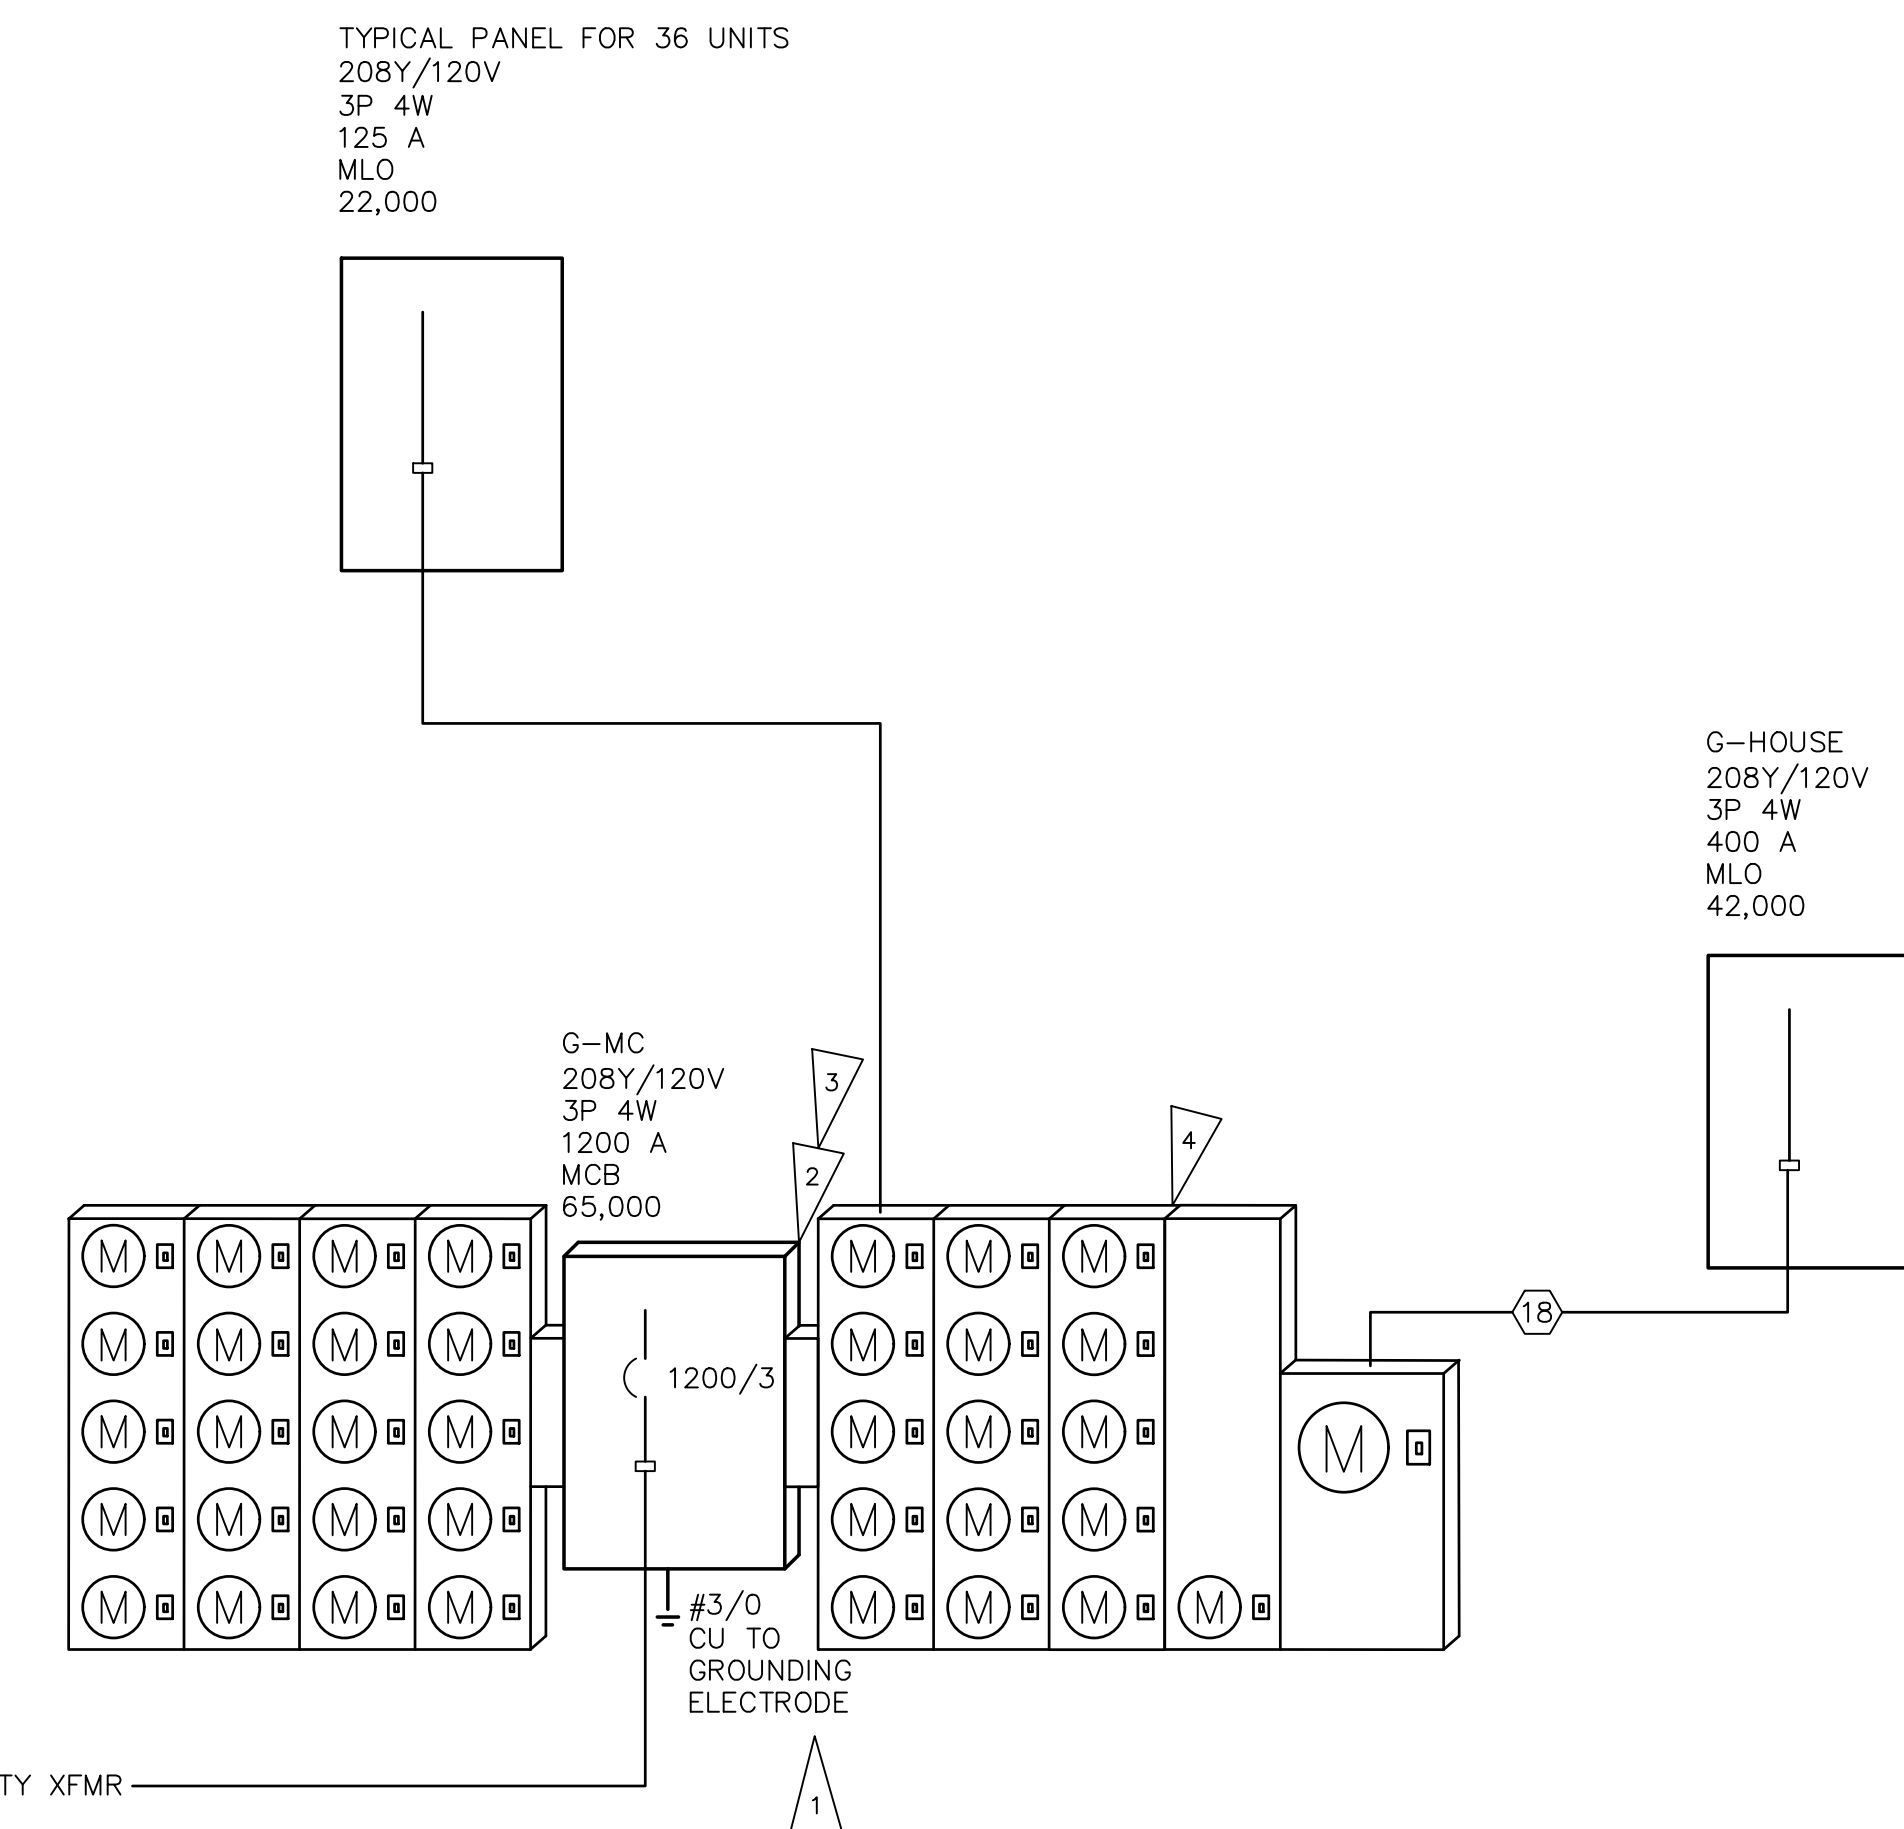 TYPICAL PANEL FOR 36 UNITS
208Y/120V
3P 4W
125 A
MLO
22,000
G-HOUSE
208Y/120V
3P 4W
400 A
MLO
42,000
G-MC
208Y/120V
3P 4W
1200 A
MCB
65,000
3
2
4
18
M M M M M M M
M M M M M M M
1200/3
M M M M M M M
M
M M M M M M M
M M M M M M M M
#3/0
CU TO
GROUNDING
ELECTRODE
TY XFMR
1